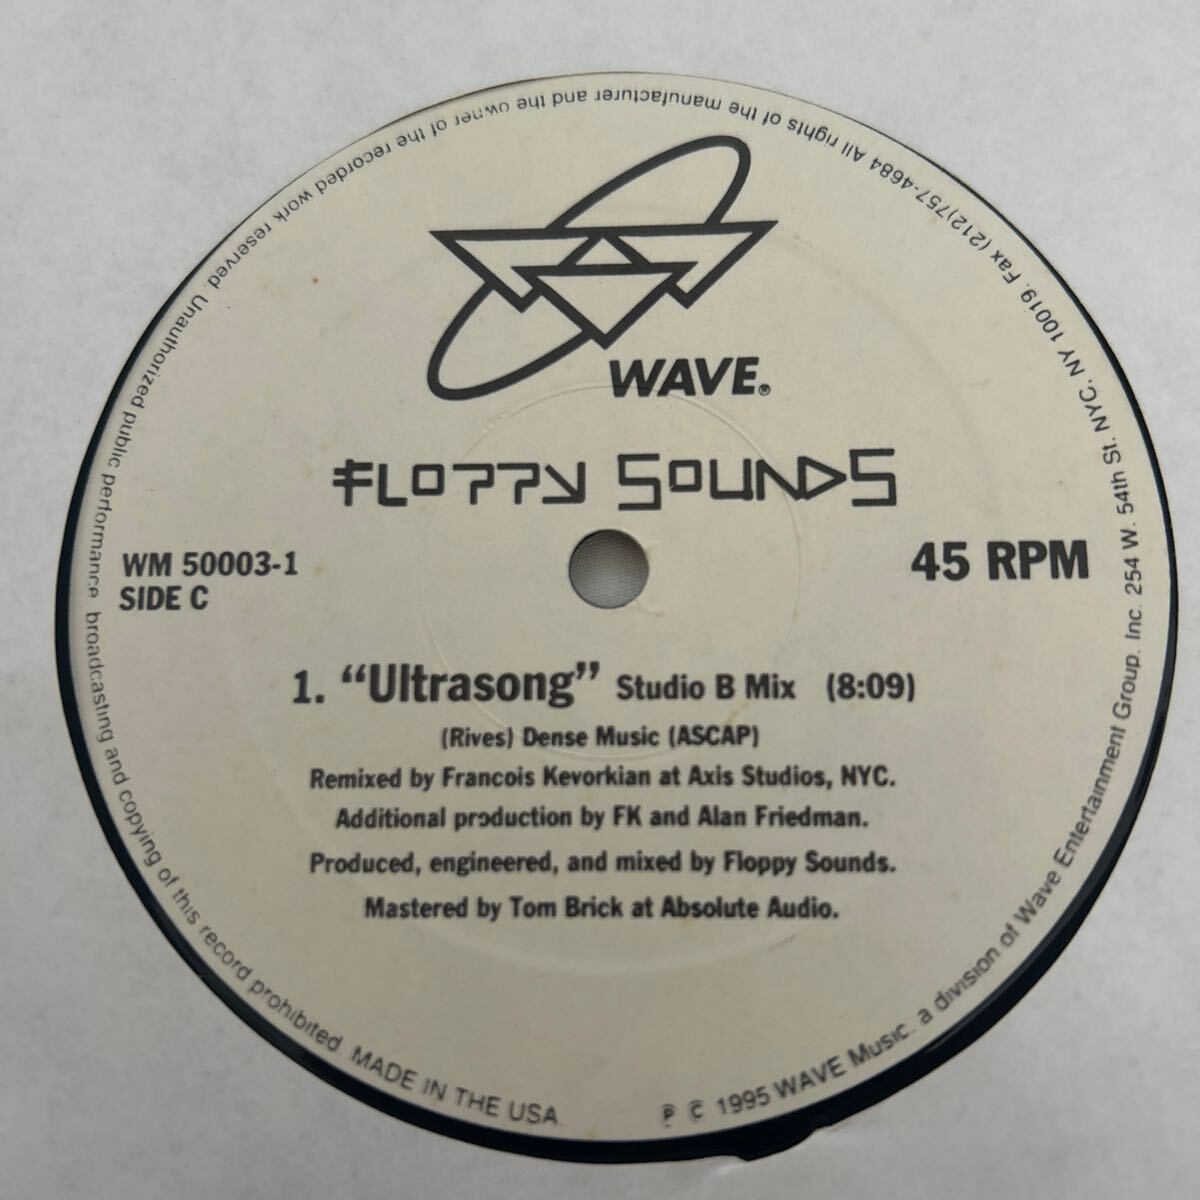 WAVE®
FLOPPY SOUNDS
WM 50003-1
SIDE C
45 RPM
1. “Ultrasong” Studio B Mix (8:09)
(Rives) Dense Music (ASCAP)
Remixed by Francois Kevorkian at Axis Studios, NYC.
Additional production by FK and Alan Friedman.
Produced, engineered, and mixed by Floppy Sounds.
Mastered by Tom Brick at Absolute Audio.
℗ © 1995 WAVE Music, a division of Wave Entertainment Group, Inc. 254 W. 54th St. NYC, NY 10019. Fax (212)757-4684 All rights of the manufacturer and the owner of the recorded work reserved. Unauthorized public performance, broadcasting and copying of this record prohibited. MADE IN THE USA.